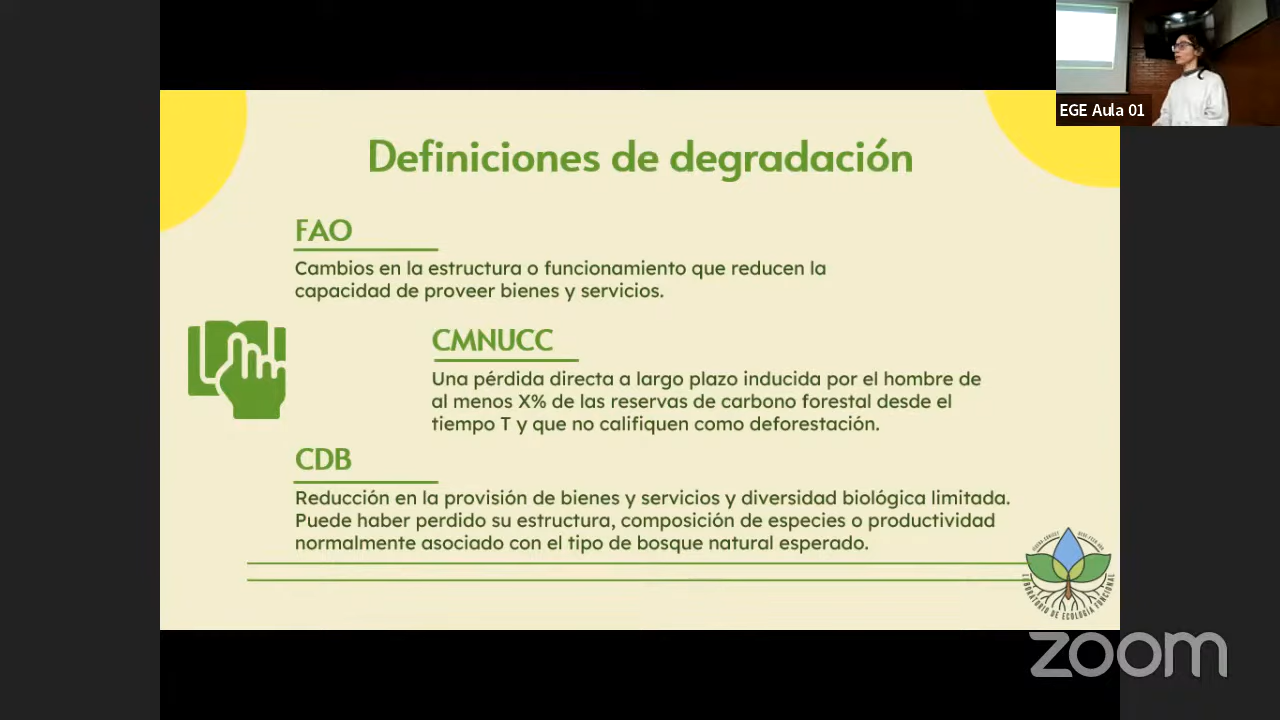 EGE Aula 01
Definiciones de degradación
FAO
Cambios en la estructura o funcionamiento que reducen la
capacidad de proveer bienes y servicios.
CMNUCC
Una pérdida directa a largo plazo inducida por el hombre de
al menos X% de las reservas de carbono forestal desde el
tiempo T y que no califiquen como deforestación.
CDB
Reducción en la provisión de bienes y servicios y diversidad biológica limitada.
Puede haber perdido su estructura, composición de especies o productividad
normalmente asociado con el tipo de bosque natural esperado.
LABORATORIO DE ECOLOGÍA FUNCIONAL
zoom